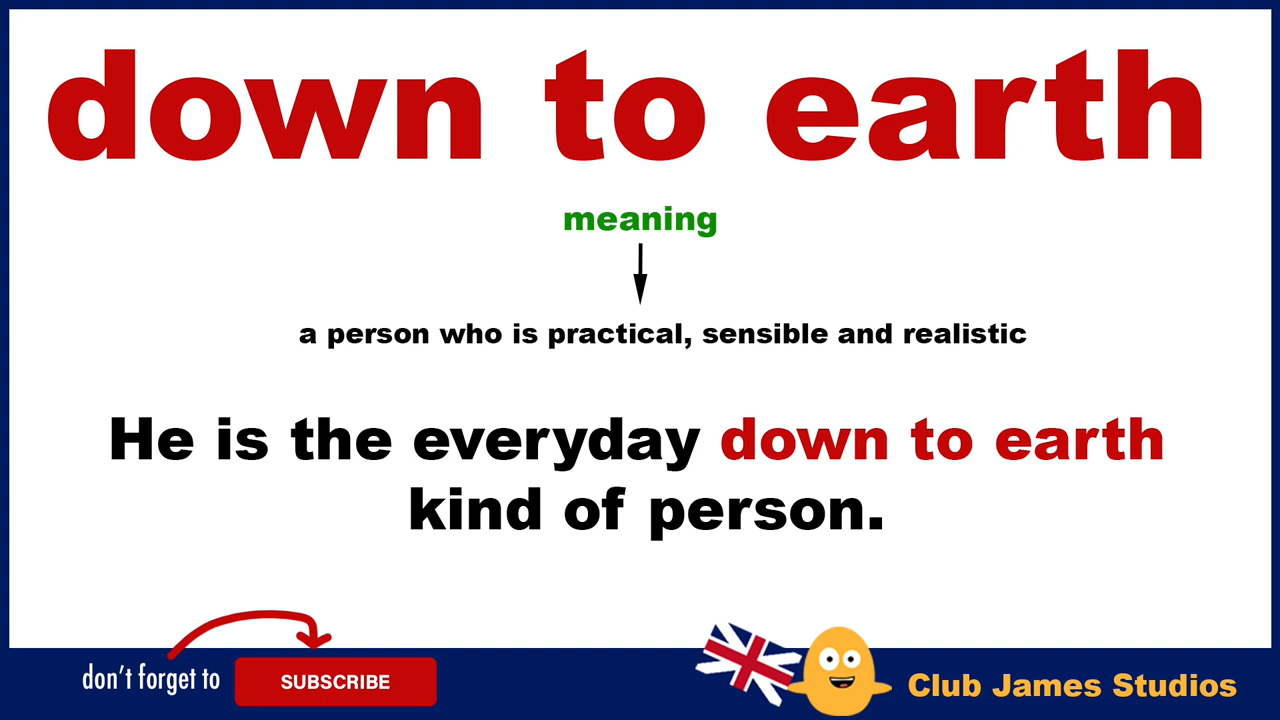 down to earth
meaning
a person who is practical, sensible and realistic
He is the everyday down to earth
kind of person.
don't forget to
SUBSCRIBE
Club James Studios